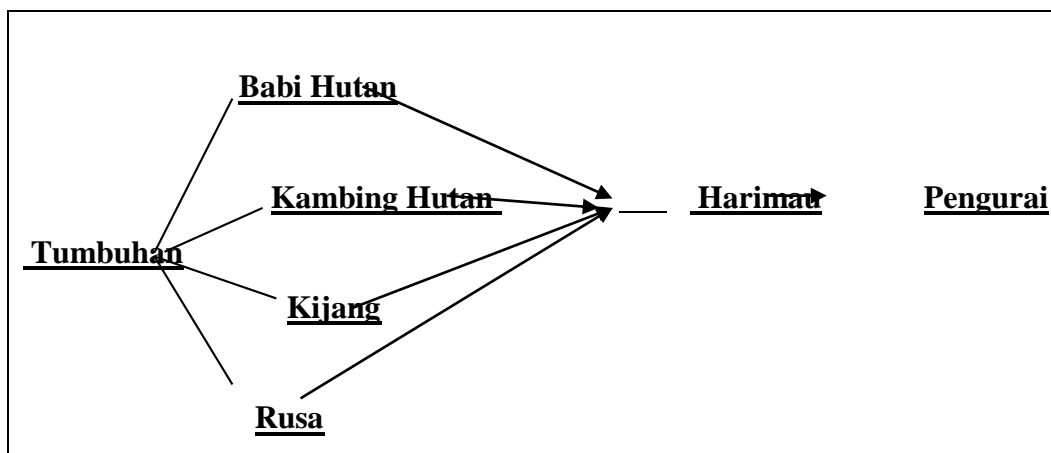 Babi Hutan
Kambing Hutan
Harimau
Pengurai
Tumbuhan
Kijang
Rusa